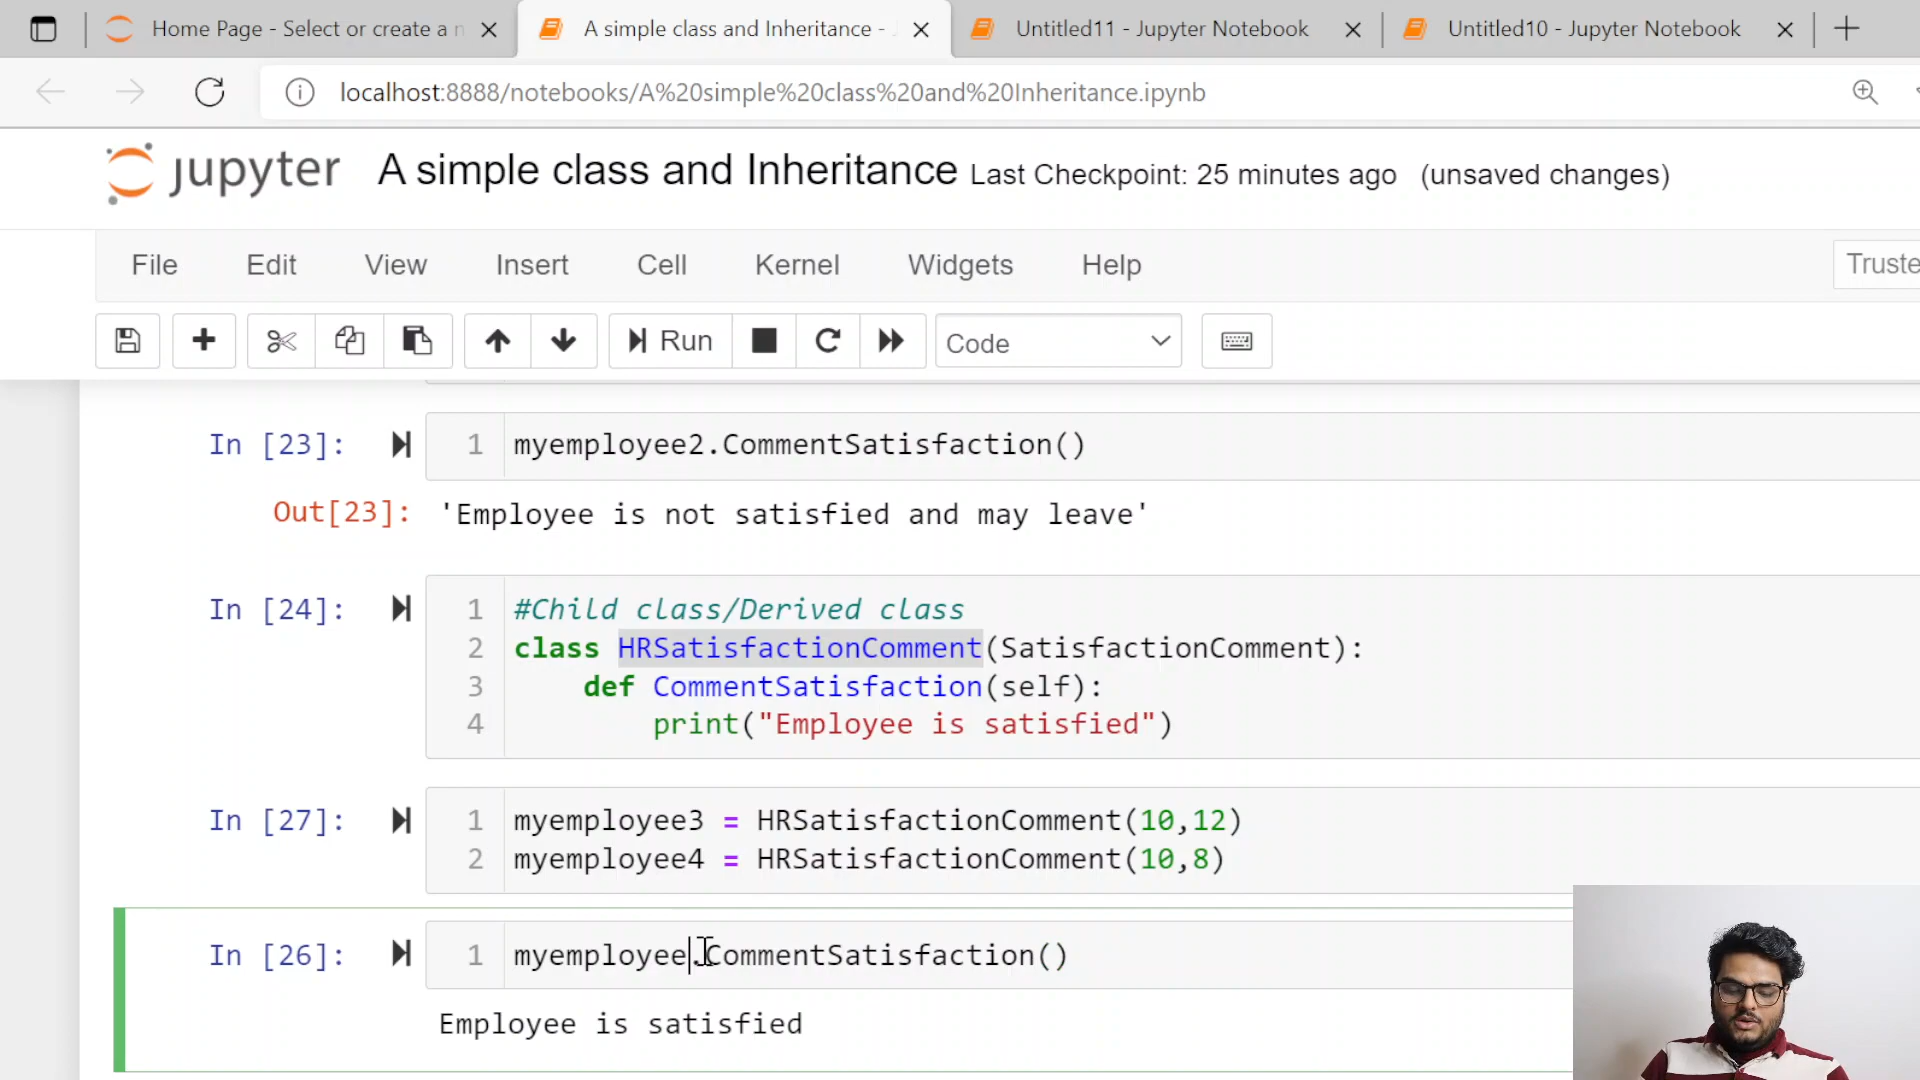 Home Page - Select or create a n
A simple class and Inheritance -
Untitled11 - Jupyter Notebook
Untitled10 - Jupyter Notebook
localhost:8888/notebooks/A%20simple%20class%20and%20Inheritance.ipynb
jupyter A simple class and Inheritance Last Checkpoint: 25 minutes ago (unsaved changes)
File Edit View Insert Cell Kernel Widgets Help Truste
Run Code
In [23]: 1 myemployee2.CommentSatisfaction()
Out[23]: 'Employee is not satisfied and may leave'
In [24]: 1 #Child class/Derived class
2 class HRSatisfactionComment(SatisfactionComment):
3 def CommentSatisfaction(self):
4 print("Employee is satisfied")
In [27]: 1 myemployee3 = HRSatisfactionComment(10,12)
2 myemployee4 = HRSatisfactionComment(10,8)
In [26]: 1 myemployee.CommentSatisfaction()
Employee is satisfied